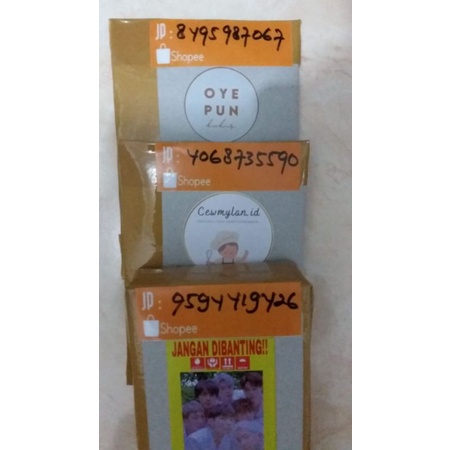 JD : 8495987067
Shopee
OYE
PUN
JD : 4068735590
Shopee
Cewmylan.id
JD : 9594419426
Shopee
JANGAN DIBANTING!!